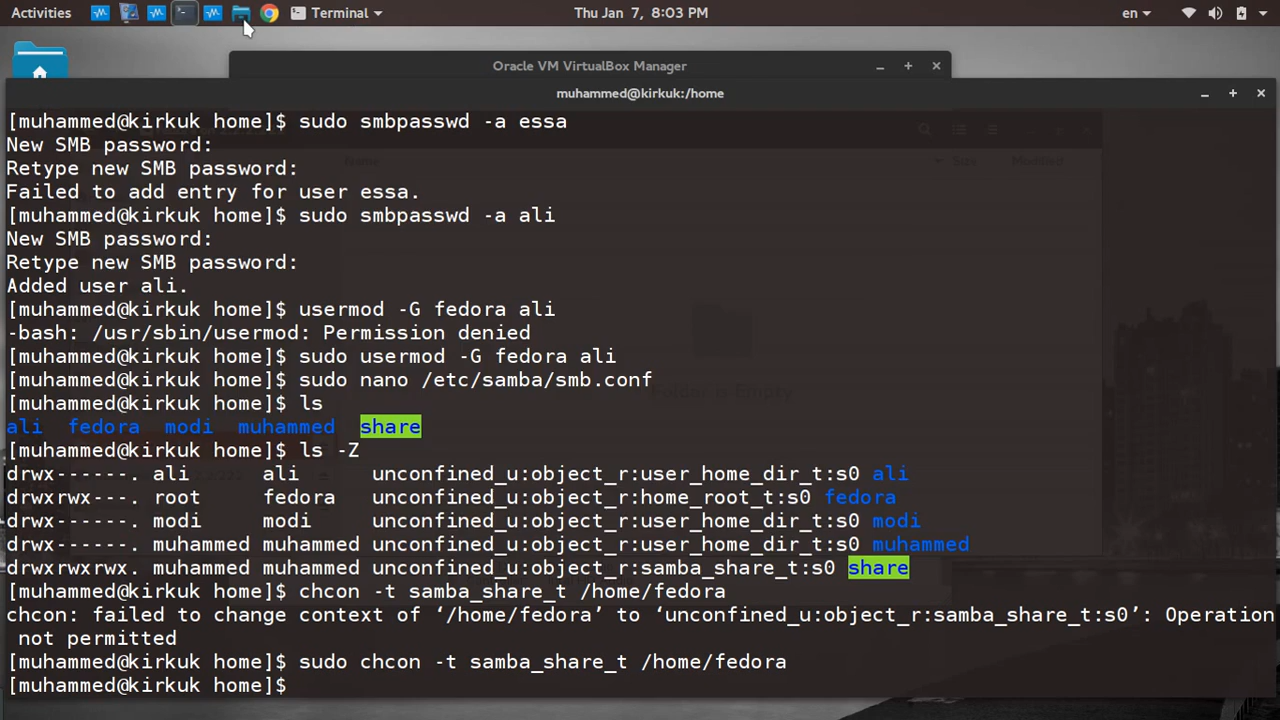 Activities
Terminal
Thu Jan 7, 8:03 PM
en
Oracle VM VirtualBox Manager
muhammed@kirkuk:/home
[muhammed@kirkuk home]$ sudo smbpasswd -a essa
New SMB password:
Retype new SMB password:
Failed to add entry for user essa.
[muhammed@kirkuk home]$ sudo smbpasswd -a ali
New SMB password:
Retype new SMB password:
Added user ali.
[muhammed@kirkuk home]$ usermod -G fedora ali
-bash: /usr/sbin/usermod: Permission denied
[muhammed@kirkuk home]$ sudo usermod -G fedora ali
[muhammed@kirkuk home]$ sudo nano /etc/samba/smb.conf
[muhammed@kirkuk home]$ ls
ali fedora modi muhammed share
[muhammed@kirkuk home]$ ls -Z
drwx------. ali ali unconfined_u:object_r:user_home_dir_t:s0 ali
drwxrwx---. root fedora unconfined_u:object_r:home_root_t:s0 fedora
drwx------. modi modi unconfined_u:object_r:user_home_dir_t:s0 modi
drwx------. muhammed muhammed unconfined_u:object_r:user_home_dir_t:s0 muhammed
drwxrwxrwx. muhammed muhammed unconfined_u:object_r:samba_share_t:s0 share
[muhammed@kirkuk home]$ chcon -t samba_share_t /home/fedora
chcon: failed to change context of ‘/home/fedora’ to ‘unconfined_u:object_r:samba_share_t:s0’: Operation
not permitted
[muhammed@kirkuk home]$ sudo chcon -t samba_share_t /home/fedora
[muhammed@kirkuk home]$
Folder is Empty